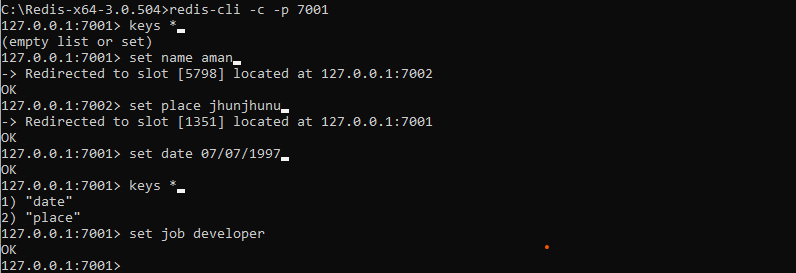 C:\Redis-x64-3.0.504>redis-cli -c -p 7001
127.0.0.1:7001> keys *
(empty list or set)
127.0.0.1:7001> set name aman
-> Redirected to slot [5798] located at 127.0.0.1:7002
OK
127.0.0.1:7002> set place jhunjhunu
-> Redirected to slot [1351] located at 127.0.0.1:7001
OK
127.0.0.1:7001> set date 07/07/1997
OK
127.0.0.1:7001> keys *
1) "date"
2) "place"
127.0.0.1:7001> set job developer
OK
127.0.0.1:7001>